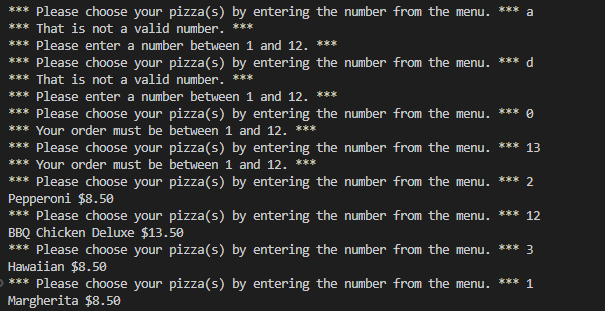 *** Please choose your pizza(s) by entering the number from the menu. *** a
*** That is not a valid number. ***
*** Please enter a number between 1 and 12. ***
*** Please choose your pizza(s) by entering the number from the menu. *** d
*** That is not a valid number. ***
*** Please enter a number between 1 and 12. ***
*** Please choose your pizza(s) by entering the number from the menu. *** 0
*** Your order must be between 1 and 12. ***
*** Please choose your pizza(s) by entering the number from the menu. *** 13
*** Your order must be between 1 and 12. ***
*** Please choose your pizza(s) by entering the number from the menu. *** 2
Pepperoni $8.50
*** Please choose your pizza(s) by entering the number from the menu. *** 12
BBQ Chicken Deluxe $13.50
*** Please choose your pizza(s) by entering the number from the menu. *** 3
Hawaiian $8.50
*** Please choose your pizza(s) by entering the number from the menu. *** 1
Margherita $8.50